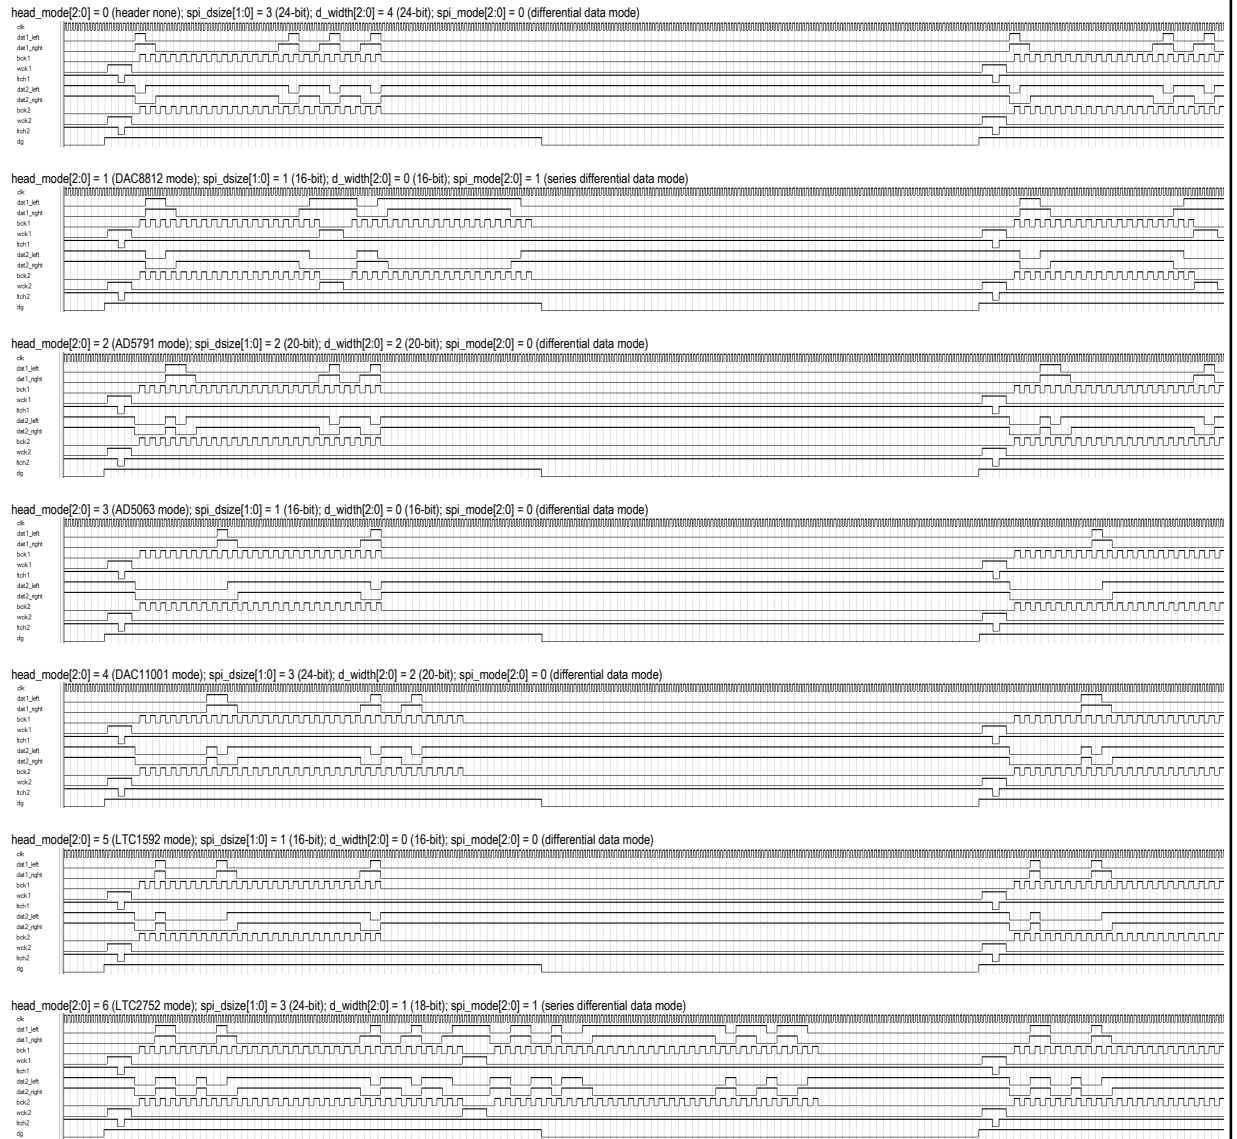 head_mode[2:0] = 0 (header none); spi_dsize[1:0] = 3 (24-bit); d_width[2:0] = 4 (24-bit); spi_mode[2:0] = 0 (differential data mode)
clk
dat1_left
dat1_right
bck1
wck1
ltch1
dat2_left
dat2_right
bck2
wck2
ltch2
dg
head_mode[2:0] = 1 (DAC8812 mode); spi_dsize[1:0] = 1 (16-bit); d_width[2:0] = 0 (16-bit); spi_mode[2:0] = 1 (series differential data mode)
clk
dat1_left
dat1_right
bck1
wck1
ltch1
dat2_left
dat2_right
bck2
wck2
ltch2
dg
head_mode[2:0] = 2 (AD5791 mode); spi_dsize[1:0] = 2 (20-bit); d_width[2:0] = 2 (20-bit); spi_mode[2:0] = 0 (differential data mode)
clk
dat1_left
dat1_right
bck1
wck1
ltch1
dat2_left
dat2_right
bck2
wck2
ltch2
dg
head_mode[2:0] = 3 (AD5063 mode); spi_dsize[1:0] = 1 (16-bit); d_width[2:0] = 0 (16-bit); spi_mode[2:0] = 0 (differential data mode)
clk
dat1_left
dat1_right
bck1
wck1
ltch1
dat2_left
dat2_right
bck2
wck2
ltch2
dg
head_mode[2:0] = 4 (DAC11001 mode); spi_dsize[1:0] = 3 (24-bit); d_width[2:0] = 2 (20-bit); spi_mode[2:0] = 0 (differential data mode)
clk
dat1_left
dat1_right
bck1
wck1
ltch1
dat2_left
dat2_right
bck2
wck2
ltch2
dg
head_mode[2:0] = 5 (LTC1592 mode); spi_dsize[1:0] = 1 (16-bit); d_width[2:0] = 0 (16-bit); spi_mode[2:0] = 0 (differential data mode)
clk
dat1_left
dat1_right
bck1
wck1
ltch1
dat2_left
dat2_right
bck2
wck2
ltch2
dg
head_mode[2:0] = 6 (LTC2752 mode); spi_dsize[1:0] = 3 (24-bit); d_width[2:0] = 1 (18-bit); spi_mode[2:0] = 1 (series differential data mode)
clk
dat1_left
dat1_right
bck1
wck1
ltch1
dat2_left
dat2_right
bck2
wck2
ltch2
dg